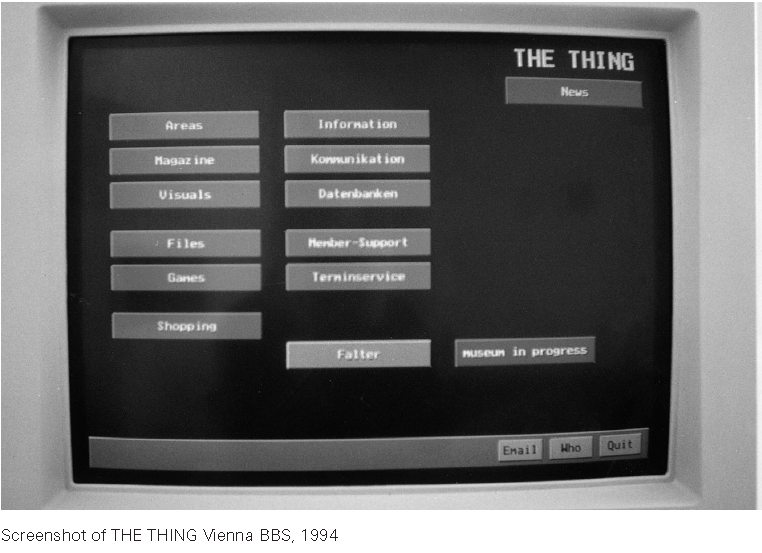 THE THING
News
Areas
Information
Magazine
Kommunikation
Visuals
Datenbanken
Files
Member-Support
Games
Terminservice
Shopping
Falter
museum in progress
Email
Who
Quit
Screenshot of THE THING Vienna BBS, 1994